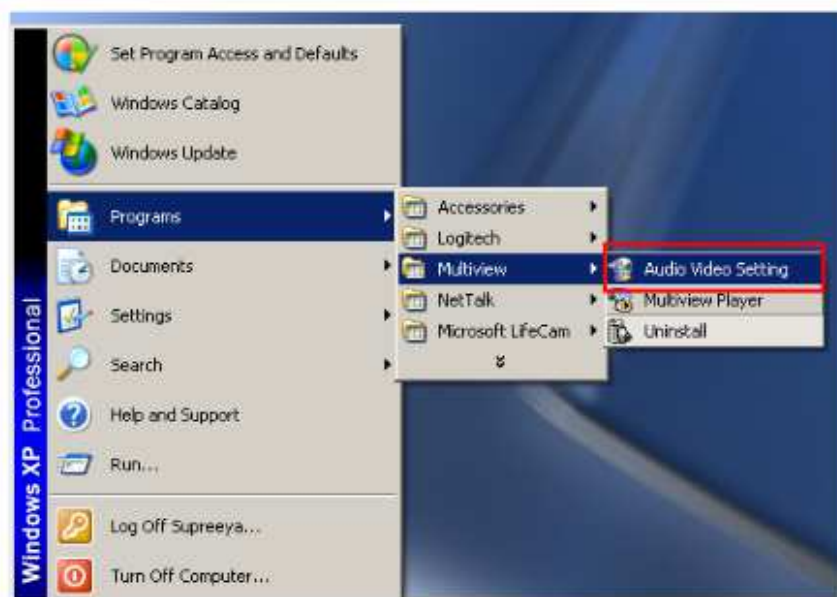 Set Program Access and Defaults
Windows Catalog
Windows Update
Programs
Documents
Settings
Search
Help and Support
Run...
Log Off Supreeya...
Turn Off Computer...
Windows XP Professional
Accessories
Logitech
Multiview
NetTalk
Microsoft LifeCam
Audio Video Setting
Multiview Player
Uninstall